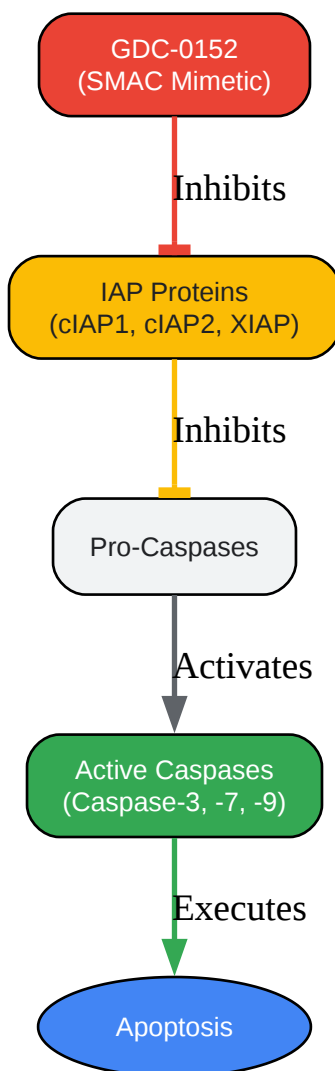 GDC-0152
(SMAC Mimetic)
Inhibits
IAP Proteins
(cIAP1, cIAP2, XIAP)
Inhibits
Pro-Caspases
Activates
Active Caspases
(Caspase-3, -7, -9)
Executes
Apoptosis